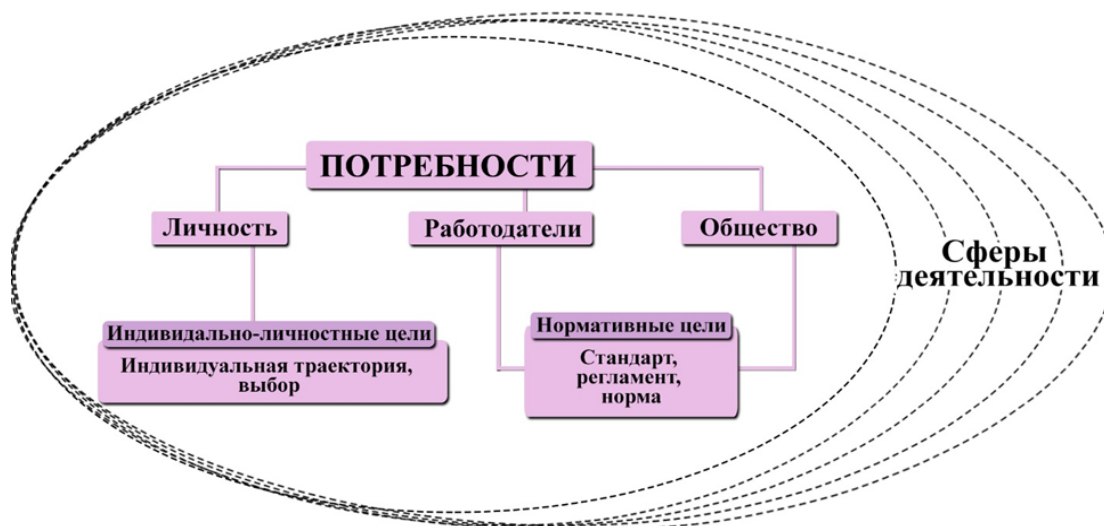 ПОТРЕБНОСТИ
Личность
Работодатели
Общество
Сферы
деятельности
Индивидально-личностные цели
Индивидуальная траектория,
выбор
Нормативные цели
Стандарт,
регламент,
норма